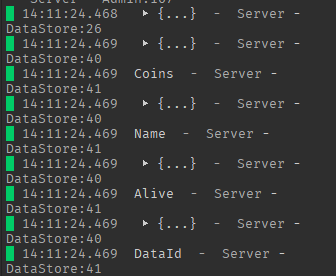 Server - Admin:167
14:11:24.468 ▶ {...} - Server -
DataStore:26
14:11:24.469 ▶ {...} - Server -
DataStore:40
14:11:24.469 Coins - Server -
DataStore:41
14:11:24.469 ▶ {...} - Server -
DataStore:40
14:11:24.469 Name - Server -
DataStore:41
14:11:24.469 ▶ {...} - Server -
DataStore:40
14:11:24.469 Alive - Server -
DataStore:41
14:11:24.469 ▶ {...} - Server -
DataStore:40
14:11:24.469 DataId - Server -
DataStore:41